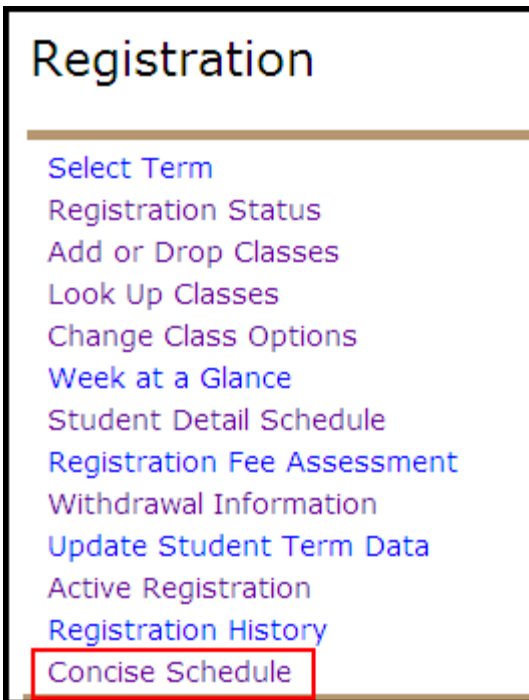 Registration
Select Term
Registration Status
Add or Drop Classes
Look Up Classes
Change Class Options
Week at a Glance
Student Detail Schedule
Registration Fee Assessment
Withdrawal Information
Update Student Term Data
Active Registration
Registration History
Concise Schedule